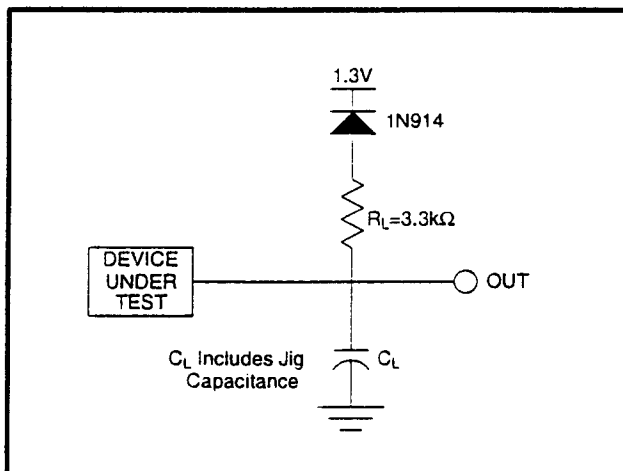 1.3V
1N914
R_L=3.3kΩ
DEVICE
UNDER
TEST
OUT
C_L Includes Jig
Capacitance
C_L